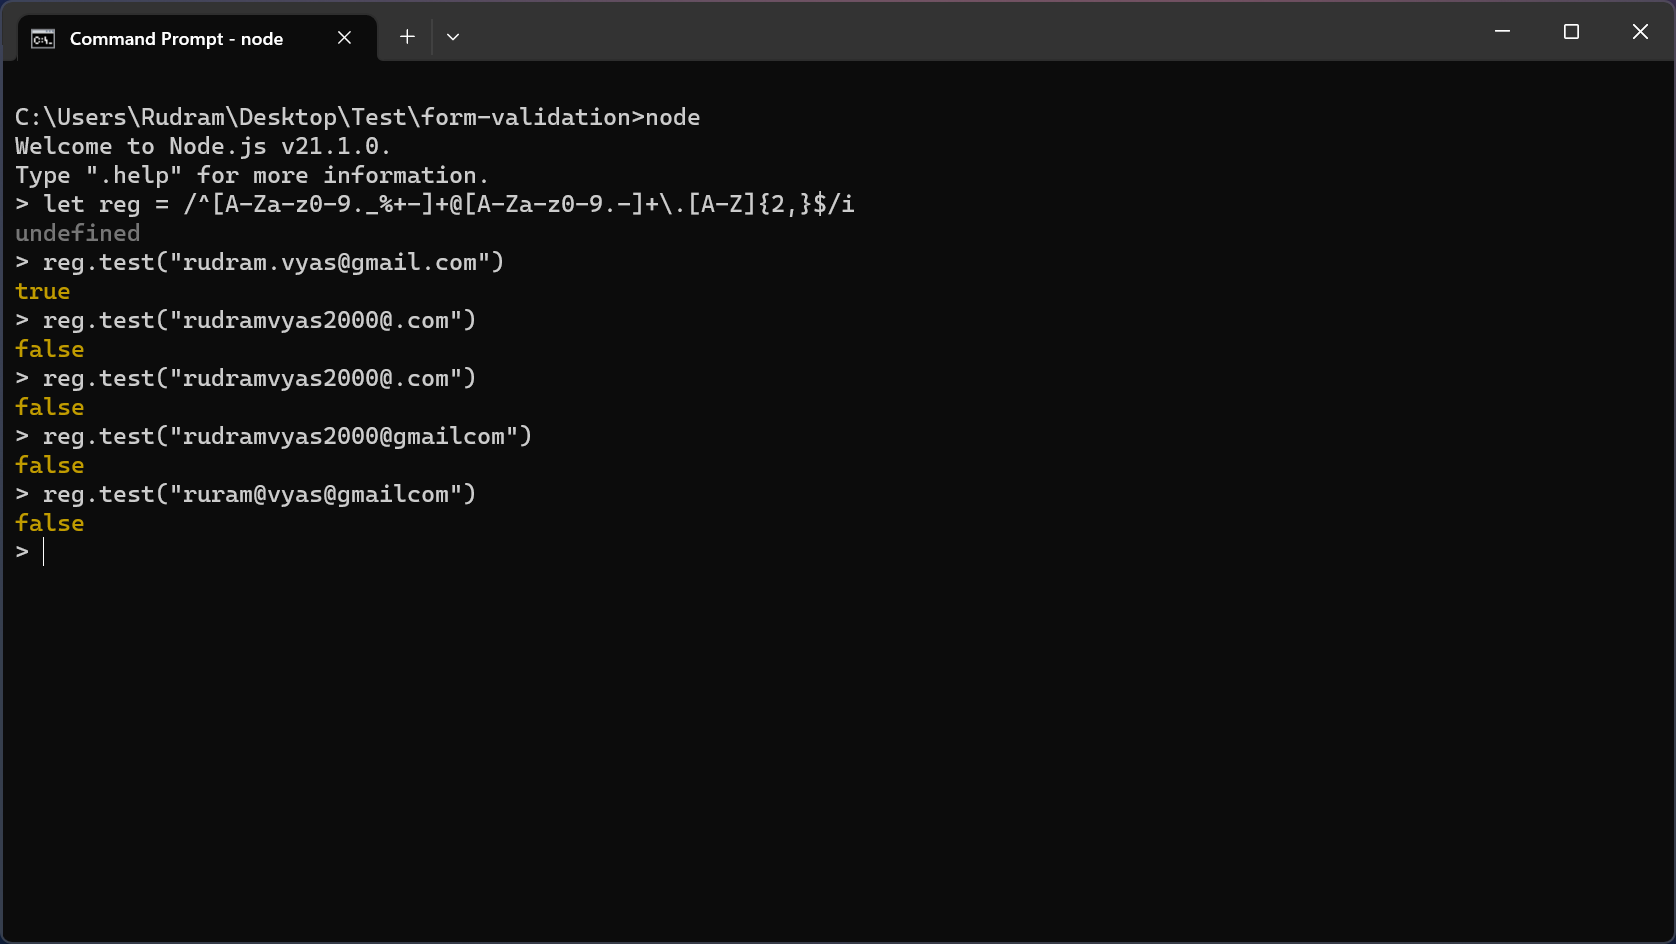 Command Prompt - node
C:\Users\Rudram\Desktop\Test\form-validation>node
Welcome to Node.js v21.1.0.
Type ".help" for more information.
> let reg = /^[A-Za-z0-9._%+-]+@[A-Za-z0-9.-]+\.[A-Z]{2,}$/i
undefined
> reg.test("rudram.vyas@gmail.com")
true
> reg.test("rudramvyas2000@.com")
false
> reg.test("rudramvyas2000@.com")
false
> reg.test("rudramvyas2000@gmailcom")
false
> reg.test("ruram@vyas@gmailcom")
false
>